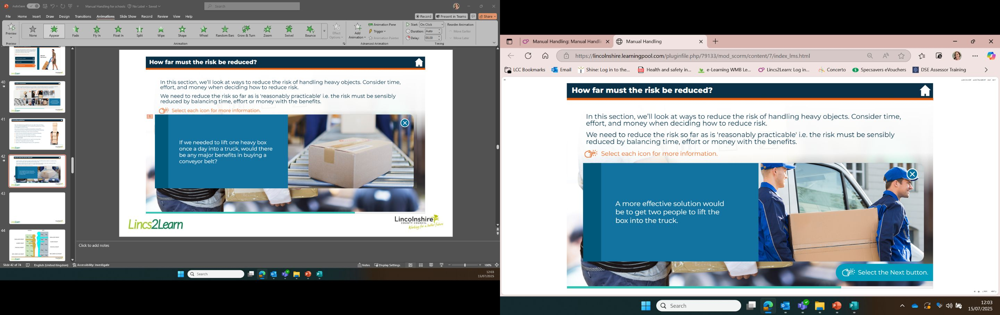 AutoSave
Manual Handling for schools
No Label • Saved
Search
File Home Insert Draw Design Transitions Animations Slide Show Record Review View Help
Record
Present in Teams
Share
Preview
None Appear Fade Fly In Float In Split Wipe Shape Wheel Random Bars Grow & Turn Zoom Swivel Bounce
Effect
Options
Add
Animation
Animation Pane
Trigger
Animation Painter
Start: On Click
Duration: Auto
Delay: 00.00
Reorder Animation
Move Earlier
Move Later
Preview
Animation
Advanced Animation
Timing
40
41
42
43
44
How far must the risk be reduced?
In this section, we'll look at ways to reduce the risk of handling heavy objects. Consider time,
effort, and money when deciding how to reduce risk.
We need to reduce the risk so far as is 'reasonably practicable' i.e. the risk must be sensibly
reduced by balancing time, effort or money with the benefits.
Select each icon for more information.
1
If we needed to lift one heavy box
once a day into a truck, would there
be any major benefits in buying a
conveyor belt?
Lincs2Learn
Lincolnshire
COUNTY COUNCIL
Working for a better future
Click to add notes
Slide 42 of 74
English (United Kingdom)
Accessibility: Investigate
Notes
Display Settings
100%
Search
12:03
15/07/2025
Manual Handling: Manual Handli
Manual Handling
https://lincolnshire.learningpool.com/pluginfile.php/79133/mod_scorm/content/7/index_lms.html
LCC Bookmarks
Email
Shine: Log in to the...
Health and safety in...
e-Learning WMB Le...
Lincs2Learn: Log in...
Concerto
Specsavers eVouchers
DSE Assessor Training
How far must the risk be reduced?
In this section, we'll look at ways to reduce the risk of handling heavy objects. Consider time,
effort, and money when deciding how to reduce risk.
We need to reduce the risk so far as is 'reasonably practicable' i.e. the risk must be sensibly
reduced by balancing time, effort or money with the benefits.
Select each icon for more information.
A more effective solution would
be to get two people to lift the
box into the truck.
Select the Next button.
Search
12:03
15/07/2025